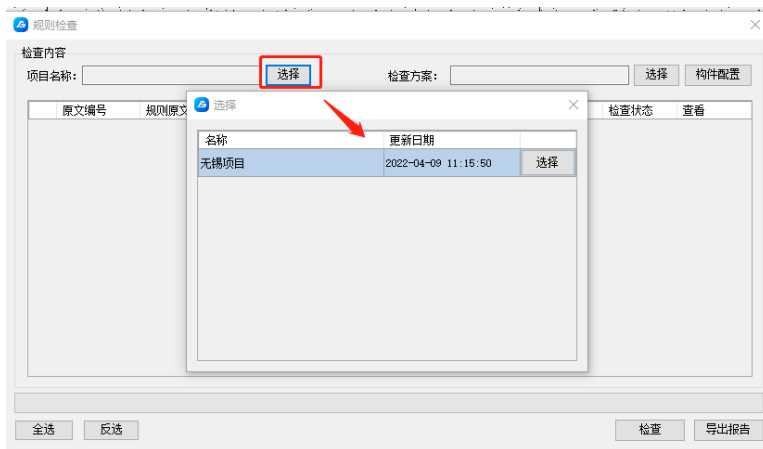 规则检查
检查内容
项目名称： 选择 检查方案： 选择 构件配置
原文编号 规则原文 检查状态 查看
选择
名称 更新日期
无锡项目 2022-04-09 11:15:50 选择
全选 反选 检查 导出报告